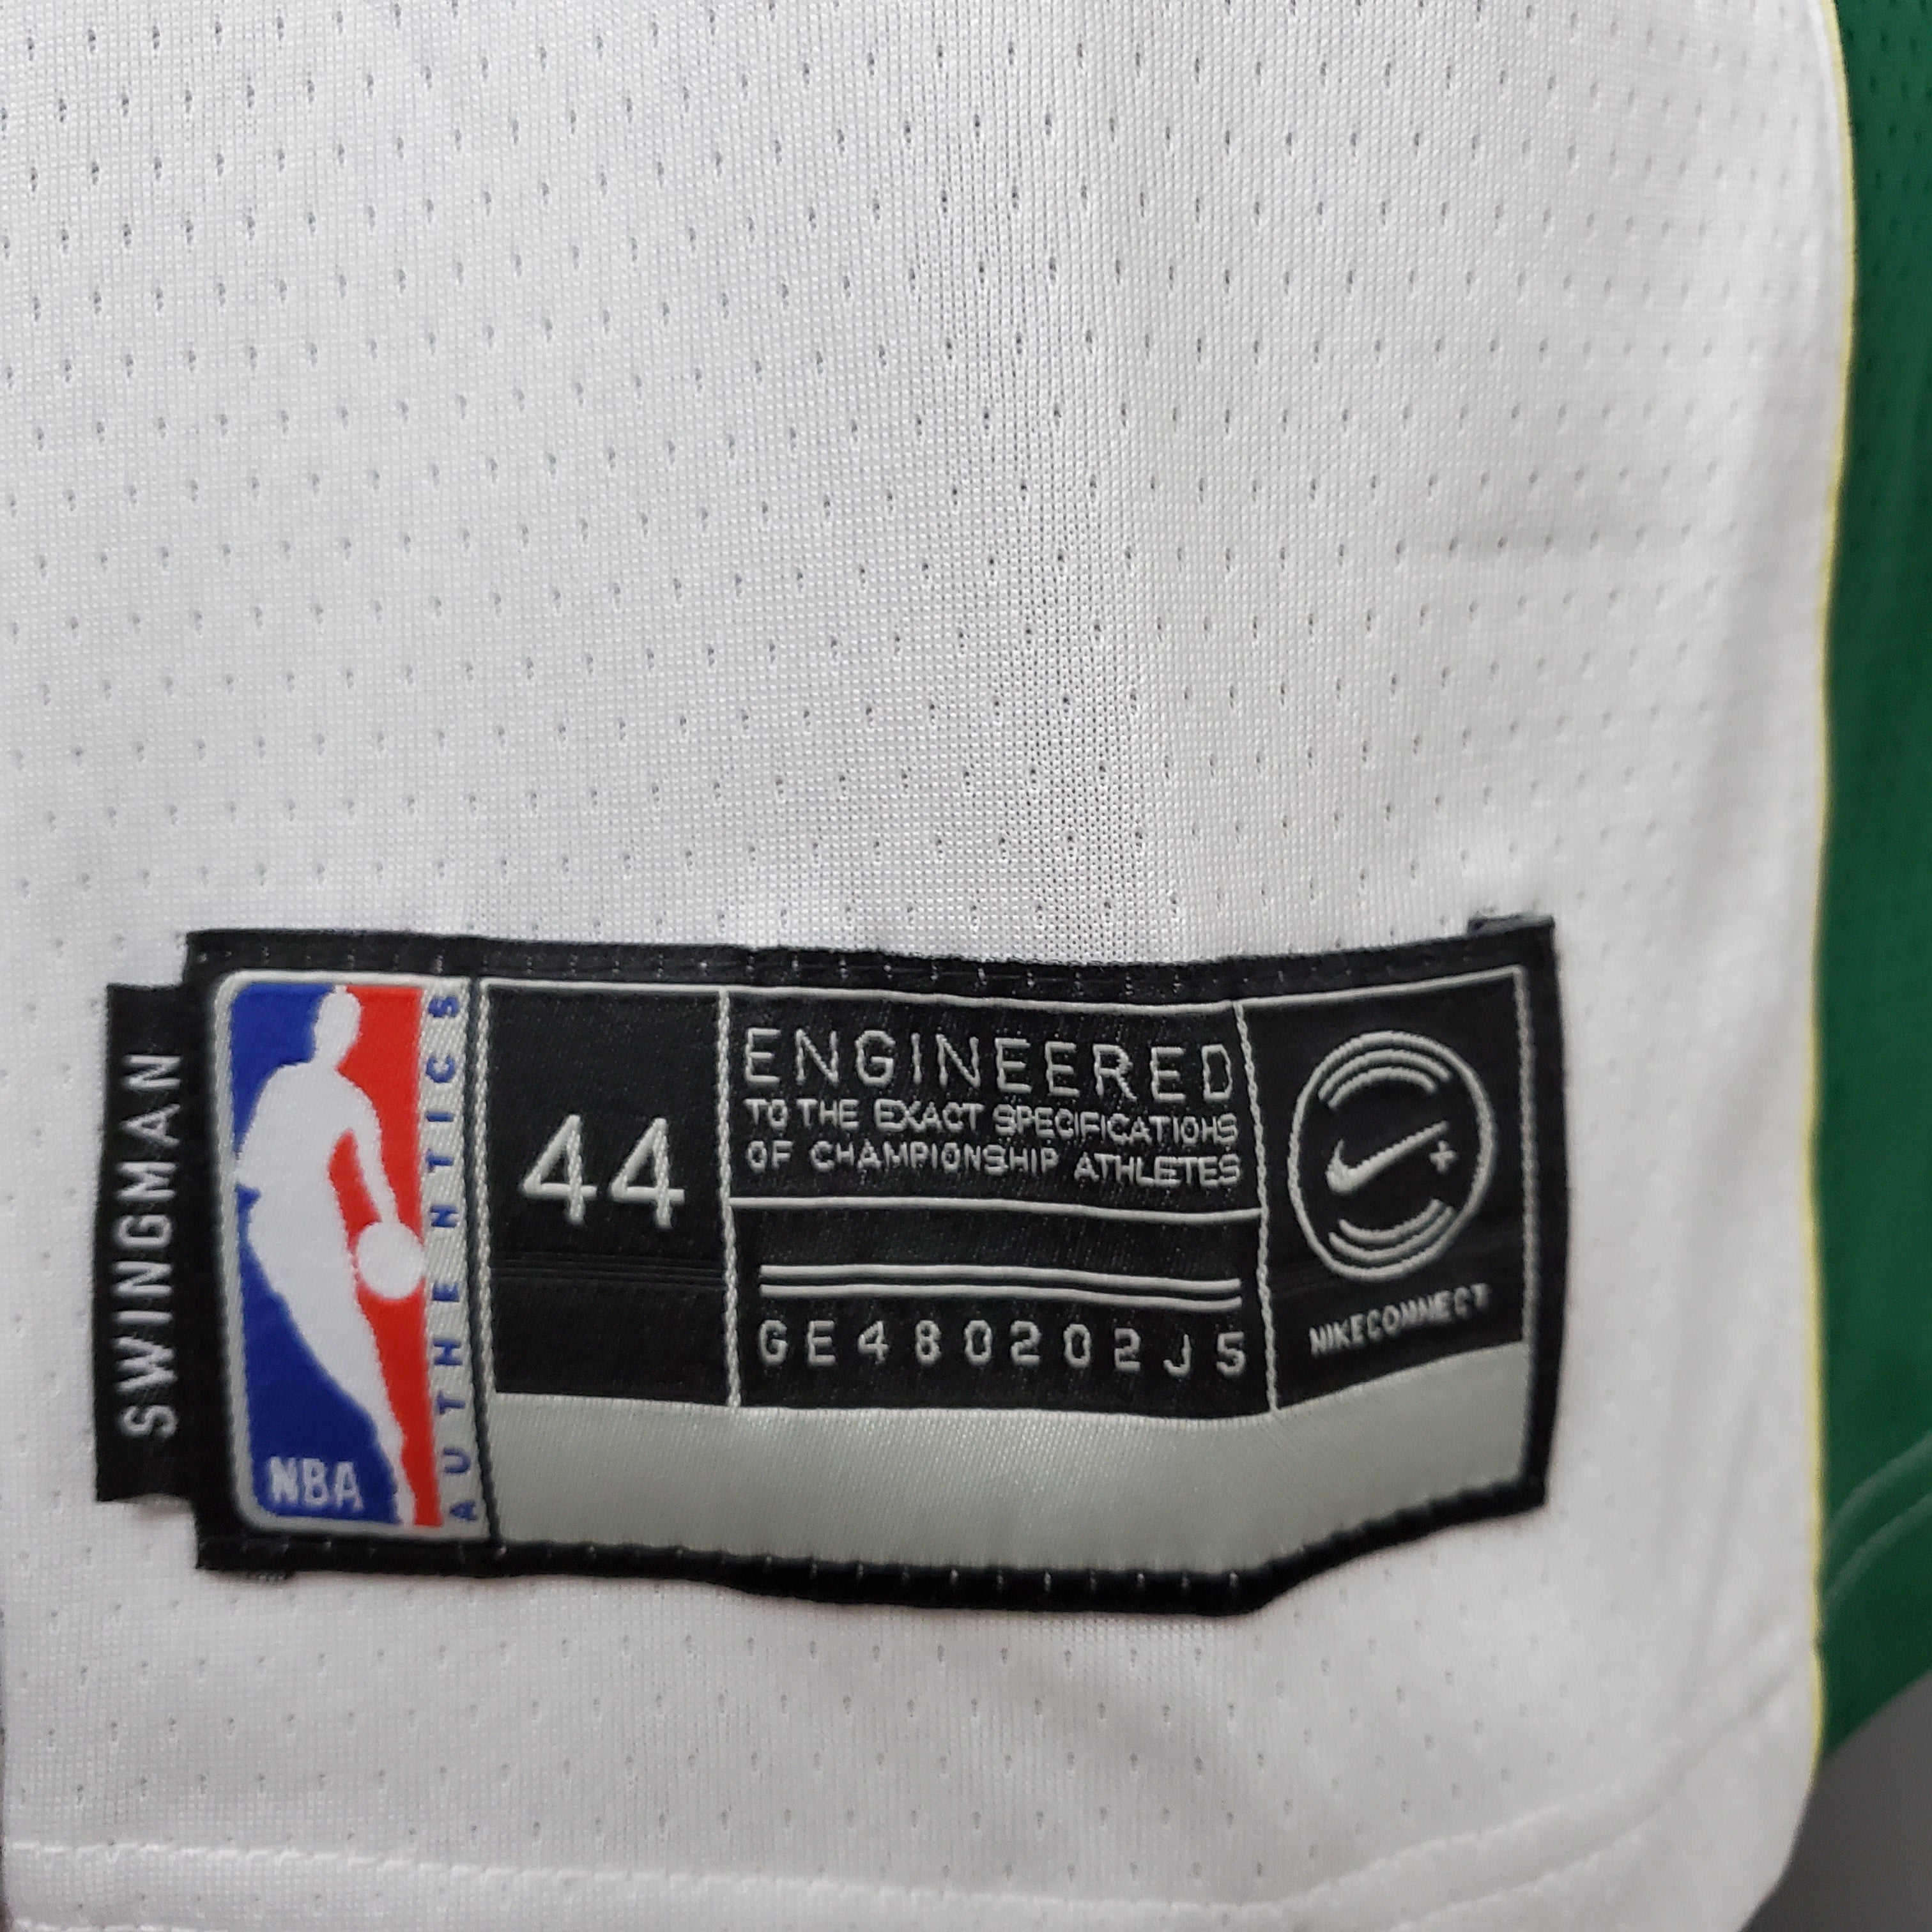 SWINGMAN
NBA
AUTHENTICS
44
ENGINEERED
TO THE EXACT SPECIFICATIONS
OF CHAMPIONSHIP ATHLETES
GE480202J5
NIKECONNECT